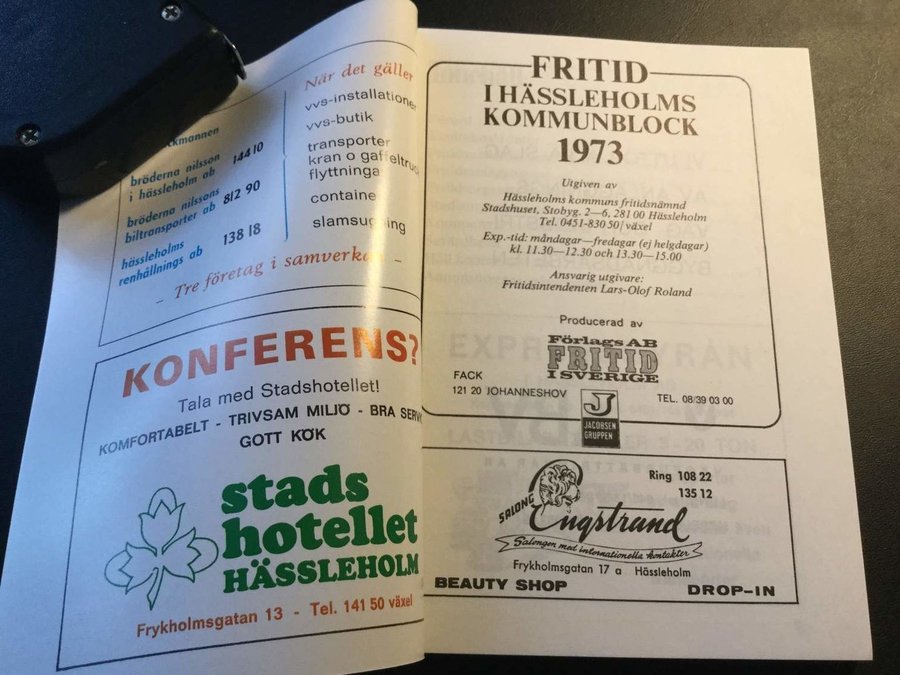 När det gäller
vvs-installatione
vvs-butik
bröderna nilsson
i hässleholm ab 144 10
transporter
kran o gaffeltruc
flyttninga
bröderna nilssons
biltransporter ab 812 90
container
slamsugning
hässleholms
renhållnings ab 138 18
- Tre företag i samverkan -
KONFERENS?
Tala med Stadshotellet!
KOMFORTABELT - TRIVSAM MILJÖ - BRA SERV
GOTT KÖK
stads
hotellet
HÄSSLEHOLM
Frykholmsgatan 13 - Tel. 141 50 växel
FRITID
I HÄSSLEHOLMS
KOMMUNBLOCK
1973
Utgiven av
Hässleholms kommuns fritidsnämnd
Stadshuset, Stobyg. 2—6, 281 00 Hässleholm
Tel. 0451-830 50/växel
Exp.-tid: måndagar—fredagar (ej helgdagar)
kl. 11.30—12.30 och 13.30—15.00
Ansvarig utgivare:
Fritidsintendenten Lars-Olof Roland
Producerad av
Förlags AB
FRITID
I SVERIGE
FACK
121 20 JOHANNESHOV
TEL. 08/39 03 00
J
JACOBSEN
GRUPPEN
Ring 108 22
135 12
SALONG
Engstrand
Salongen med internationella kontakter
Frykholmsgatan 17 a Hässleholm
BEAUTY SHOP
DROP-IN